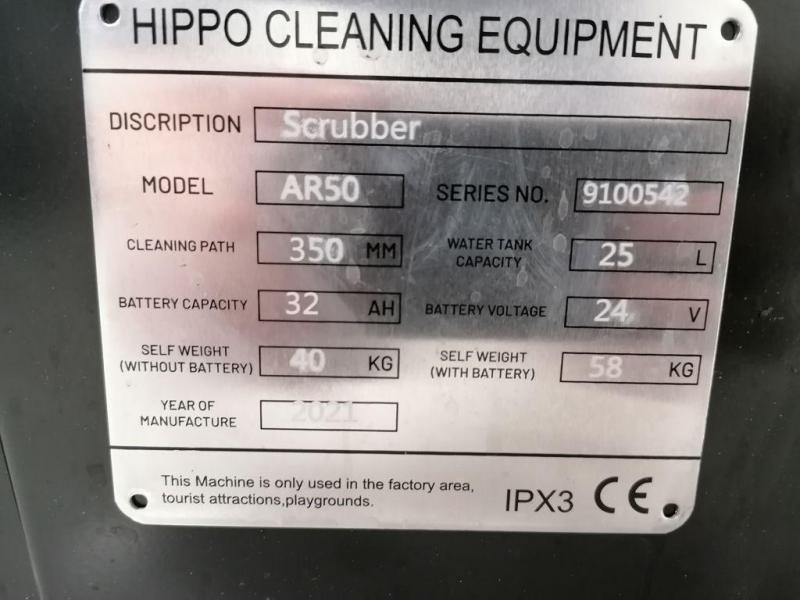 HIPPO CLEANING EQUIPMENT
DISCRIPTION Scrubber
MODEL AR50 SERIES NO. 9100542
CLEANING PATH 350 MM WATER TANK CAPACITY 25 L
BATTERY CAPACITY 32 AH BATTERY VOLTAGE 24 V
SELF WEIGHT (WITHOUT BATTERY) 40 KG SELF WEIGHT (WITH BATTERY) 58 KG
YEAR OF MANUFACTURE 2021
This Machine is only used in the factory area,
tourist attractions,playgrounds.
IPX3 CE